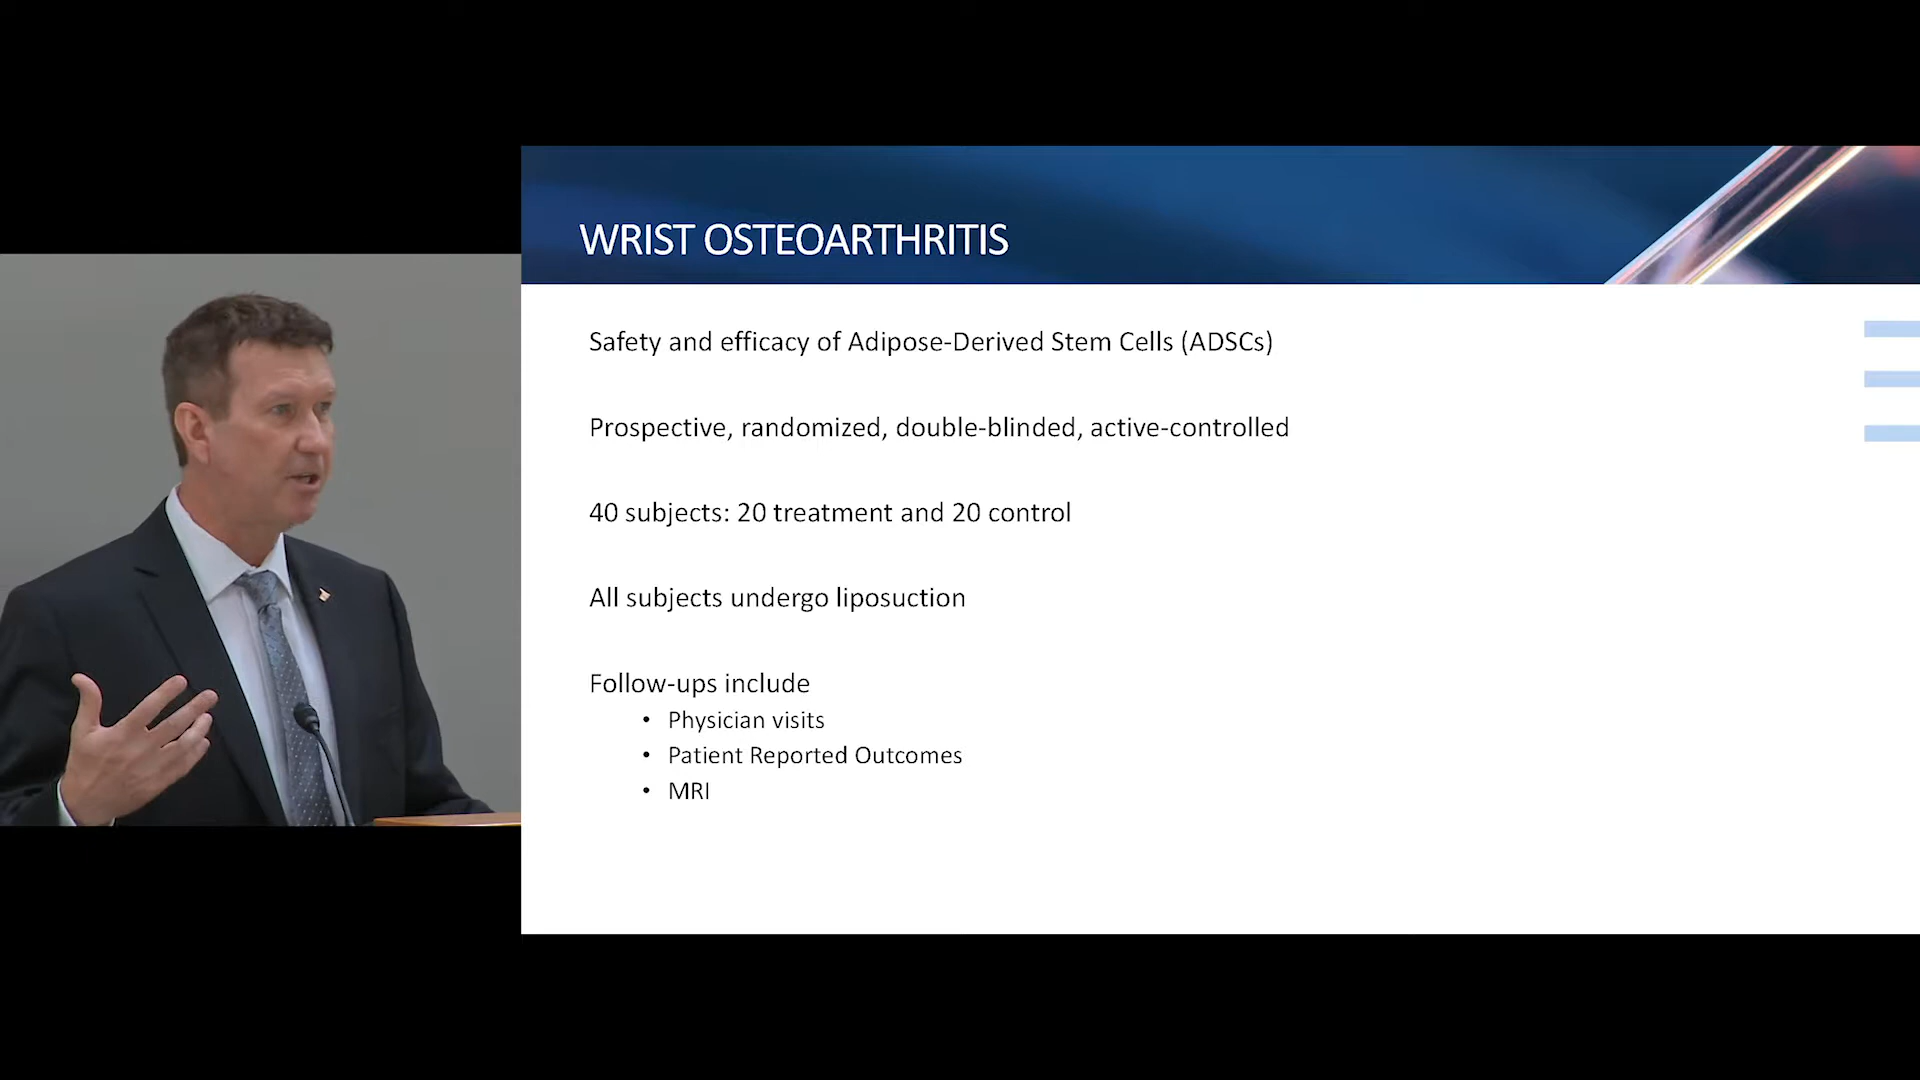 WRIST OSTEOARTHRITIS
Safety and efficacy of Adipose-Derived Stem Cells (ADSCs)
Prospective, randomized, double-blinded, active-controlled
40 subjects: 20 treatment and 20 control
All subjects undergo liposuction
Follow-ups include
• Physician visits
• Patient Reported Outcomes
• MRI